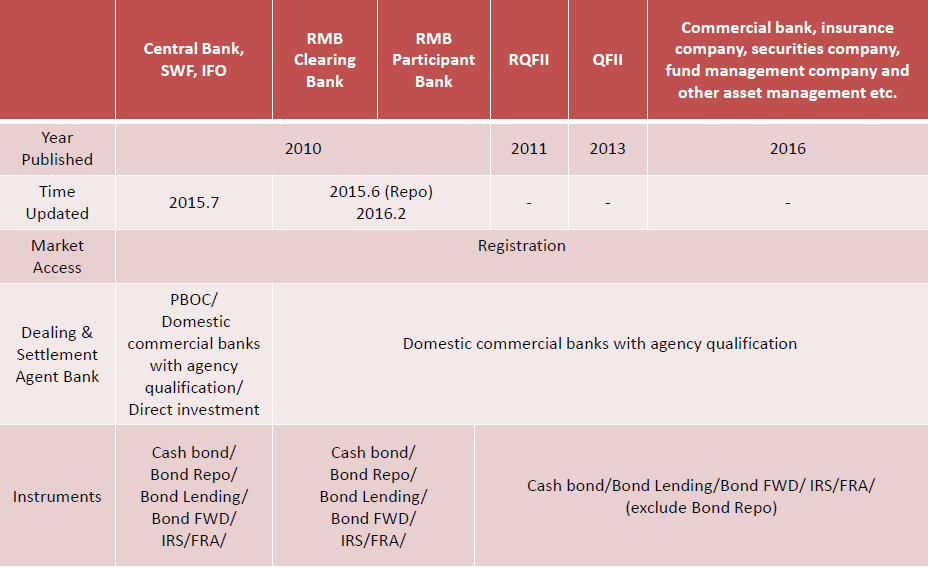 Central Bank,
SWF, IFO
RMB
Clearing
Bank
RMB
Participant
Bank
RQFII
QFII
Commercial bank, insurance
company, securities company,
fund management company and
other asset management etc.
Year
Published
2010
2011
2013
2016
Time
Updated
2015.7
2015.6 (Repo)
2016.2
-
-
-
Market
Access
Registration
Dealing &
Settlement
Agent Bank
PBOC/
Domestic
commercial banks
with agency
qualification/
Direct investment
Domestic commercial banks with agency qualification
Instruments
Cash bond/
Bond Repo/
Bond Lending/
Bond FWD/
IRS/FRA/
Cash bond/
Bond Repo/
Bond Lending/
Bond FWD/
IRS/FRA/
Cash bond/Bond Lending/Bond FWD/ IRS/FRA/
(exclude Bond Repo)